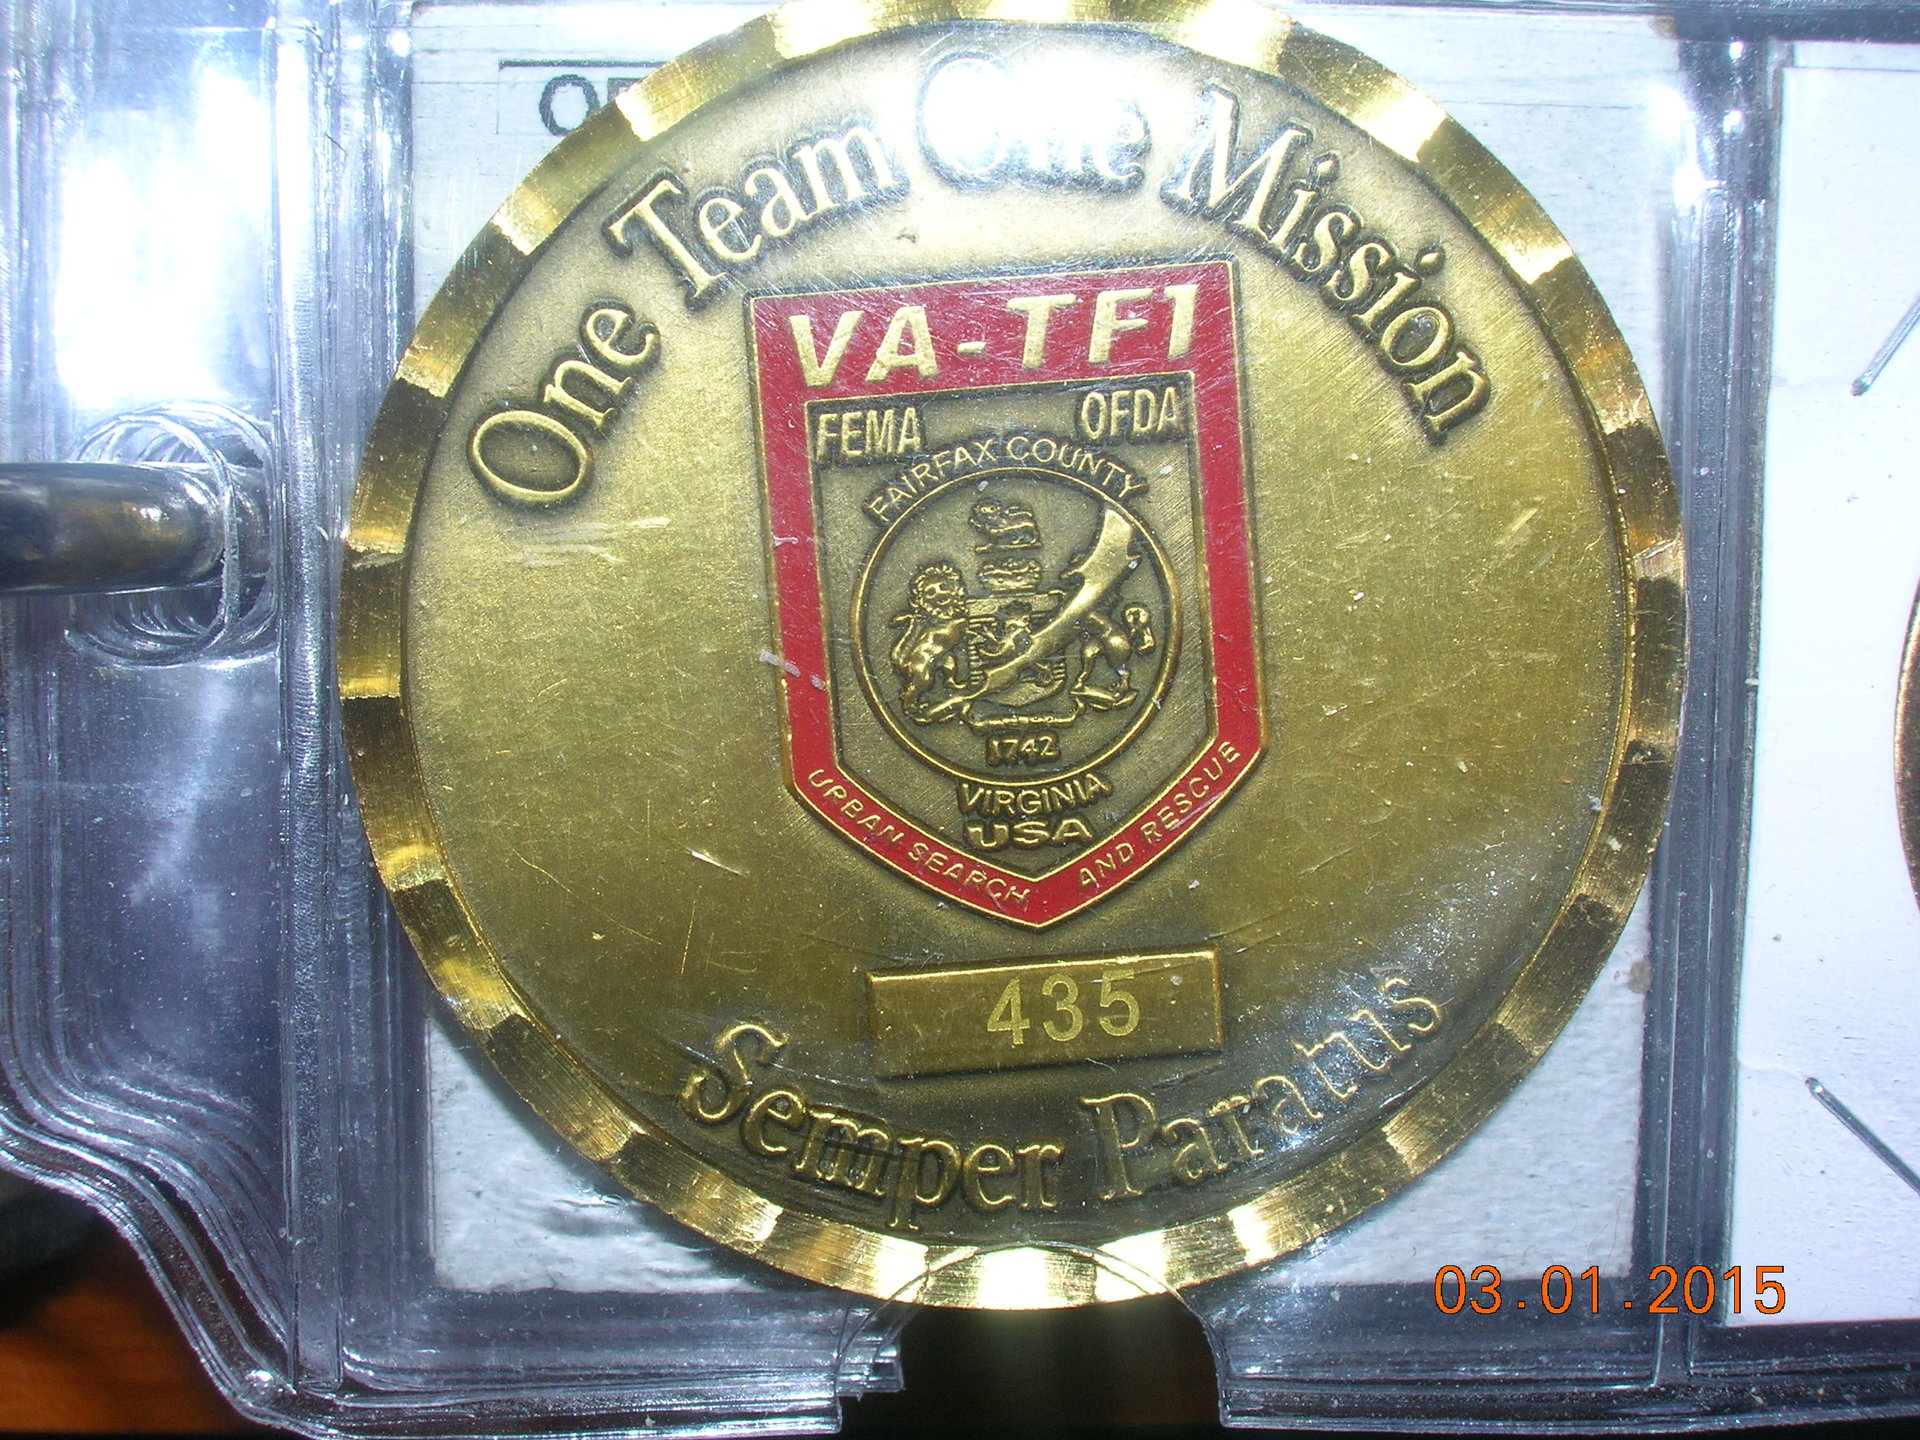 One Team One Mission
VA-TF1
FEMA OFDA
FAIRFAX COUNTY
1742
VIRGINIA
USA
URBAN SEARCH AND RESCUE
435
Semper Paratus
03.01.2015